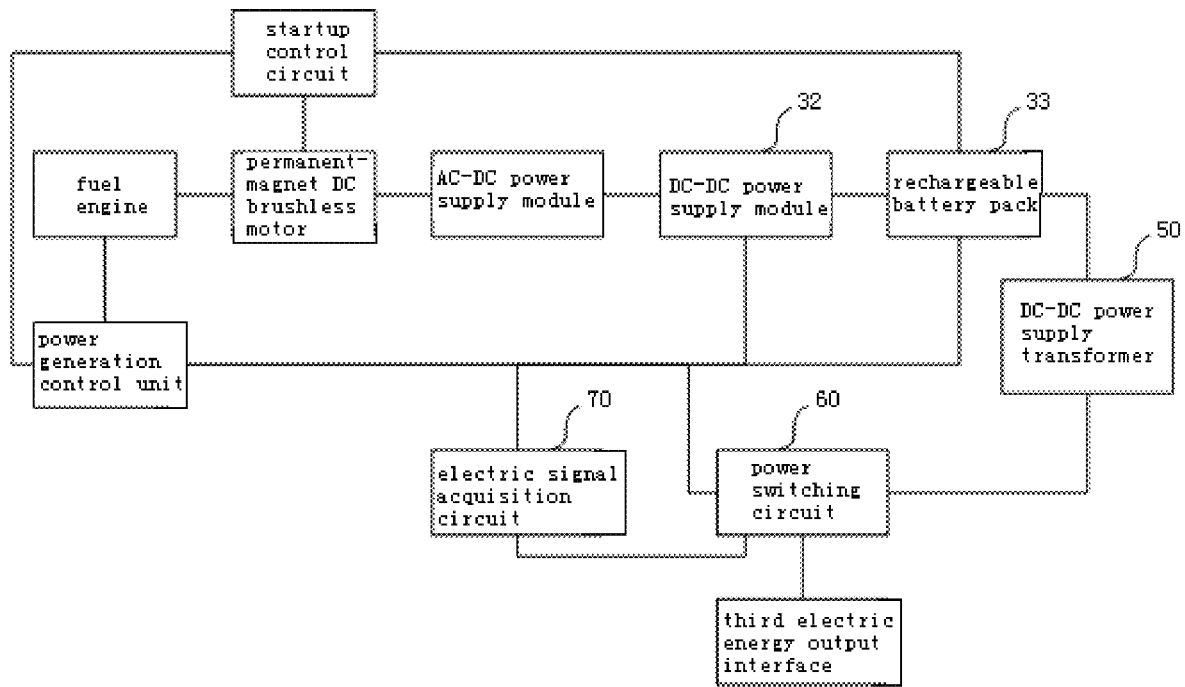 startup
control
circuit
32
33
fuel
engine
permanent-
magnet DC
brushless
motor
AC-DC power
supply module
DC-DC power
supply module
rechargeable
battery pack
50
DC-DC power
supply
transformer
power
generation
control unit
70
60
electric signal
acquisition
circuit
power
switching
circuit
third electric
energy output
interface